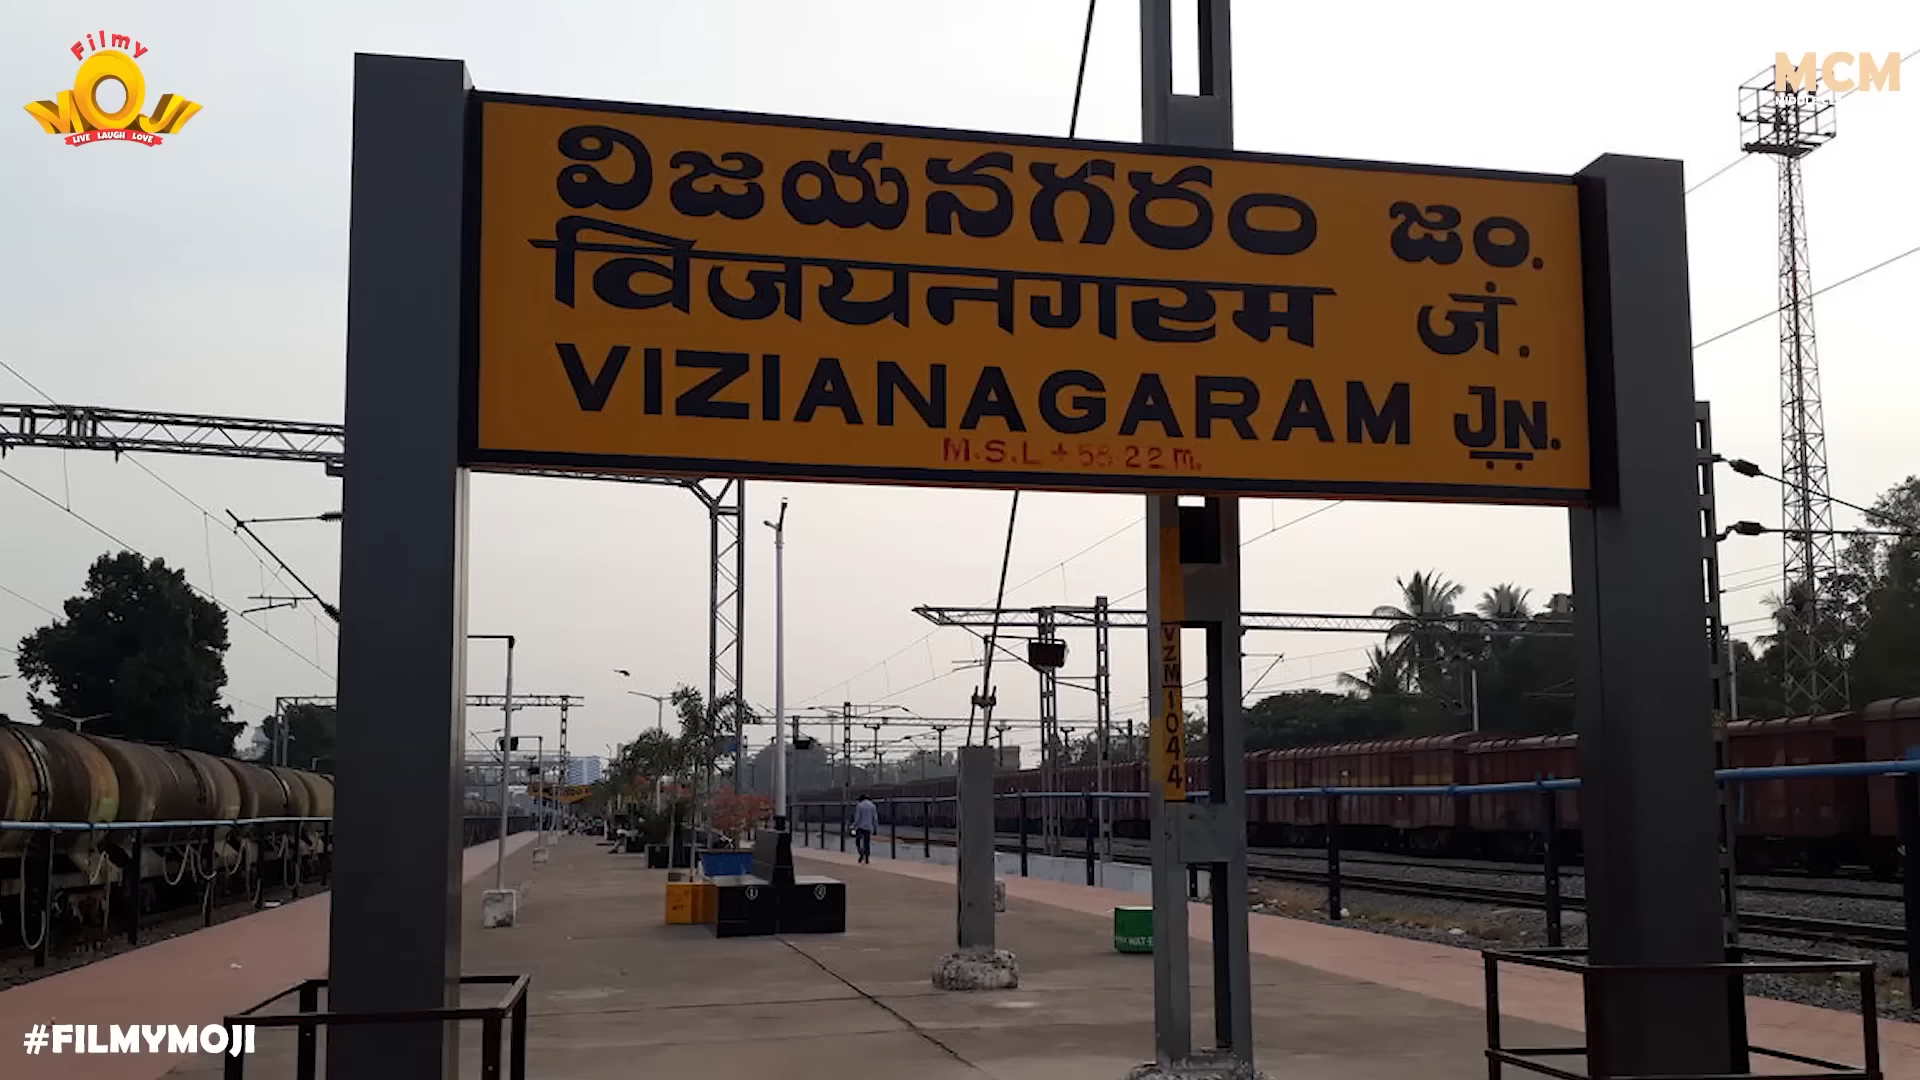 Filmy
MOJI
LIVE LAUGH LOVE
MCM
విజయనగరం జం.
विजयनगरम जं.
VIZIANAGARAM JN.
M.S.L + 58.22 m.
VZM
1044
#FILMYMOJI